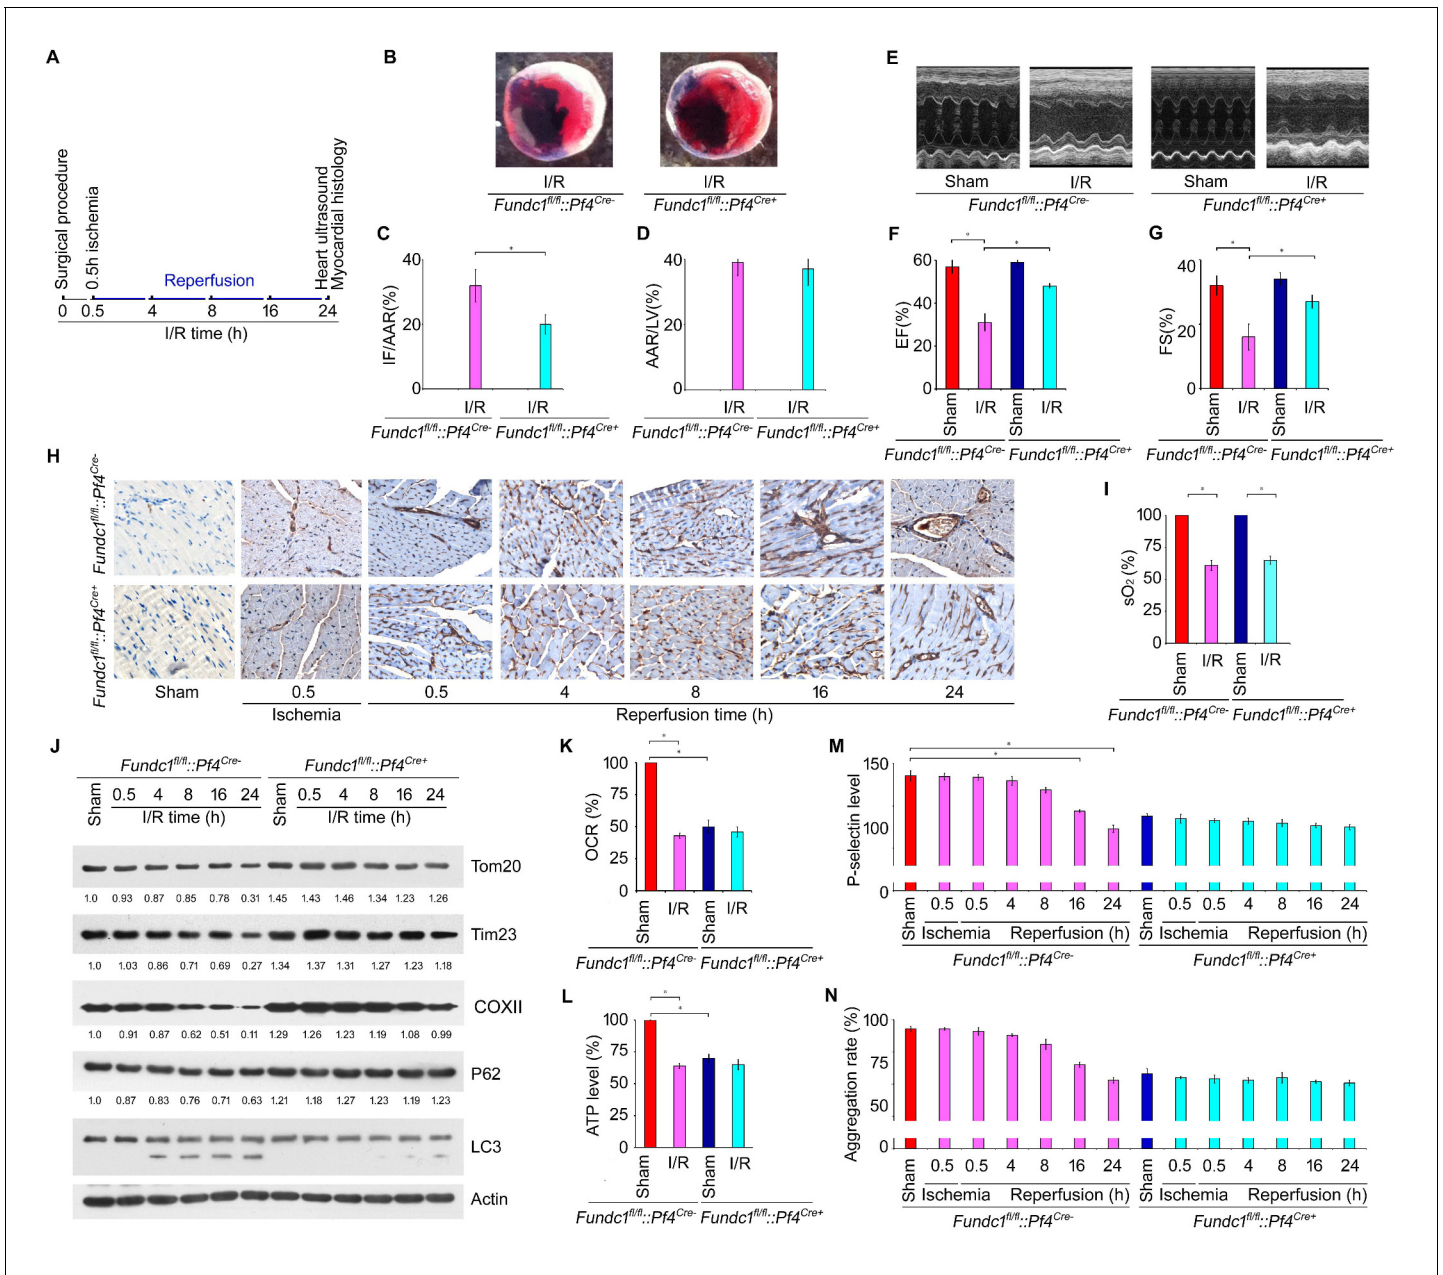 A
Surgical procedure
0.5h ischemia
Reperfusion
Heart ultrasound
Myocardial histology
0 0.5 4 8 16 24
I/R time (h)
B
I/R I/R
Fundc1fl/fl::Pf4Cre- Fundc1fl/fl::Pf4Cre+
E
Sham I/R Sham I/R
Fundc1fl/fl::Pf4Cre- Fundc1fl/fl::Pf4Cre+
C
*
IF/AAR(%)
40
20
0
I/R I/R
Fundc1fl/fl::Pf4Cre- Fundc1fl/fl::Pf4Cre+
D
AAR/LV(%)
40
20
0
I/R I/R
Fundc1fl/fl::Pf4Cre- Fundc1fl/fl::Pf4Cre+
F
* *
EF(%)
60
40
20
0
Sham I/R Sham I/R
Fundc1fl/fl::Pf4Cre- Fundc1fl/fl::Pf4Cre+
G
* *
FS(%)
40
20
0
Sham I/R Sham I/R
Fundc1fl/fl::Pf4Cre- Fundc1fl/fl::Pf4Cre+
H
Fundc1fl/fl::Pf4Cre-
Fundc1fl/fl::Pf4Cre+
Sham 0.5 0.5 4 8 16 24
Ischemia Reperfusion time (h)
I
* *
sO2 (%)
100
75
50
25
0
Sham I/R Sham I/R
Fundc1fl/fl::Pf4Cre- Fundc1fl/fl::Pf4Cre+
J
Fundc1fl/fl::Pf4Cre- Fundc1fl/fl::Pf4Cre+
Sham 0.5 4 8 16 24 Sham 0.5 4 8 16 24
I/R time (h) I/R time (h)
Tom20
1.0 0.93 0.87 0.85 0.78 0.31 1.45 1.43 1.46 1.34 1.23 1.26
Tim23
1.0 1.03 0.86 0.71 0.69 0.27 1.34 1.37 1.31 1.27 1.23 1.18
COXII
1.0 0.91 0.87 0.62 0.51 0.11 1.29 1.26 1.23 1.19 1.08 0.99
P62
1.0 0.87 0.83 0.76 0.71 0.63 1.21 1.18 1.27 1.23 1.19 1.23
LC3
Actin
K
* *
OCR (%)
100
50
100
0
Sham I/R Sham I/R
Fundc1fl/fl::Pf4Cre- Fundc1fl/fl::Pf4Cre+
L
* *
ATP level (%)
100
75
50
25
0
Sham I/R Sham I/R
Fundc1fl/fl::Pf4Cre- Fundc1fl/fl::Pf4Cre+
M
*
*
P-selectin level
150
100
0
Sham 0.5 0.5 4 8 16 24 Sham 0.5 0.5 4 8 16 24
Ischemia Reperfusion (h) Ischemia Reperfusion (h)
Fundc1fl/fl::Pf4Cre- Fundc1fl/fl::Pf4Cre+
N
Aggregation rate (%)
100
75
50
0
Sham 0.5 0.5 4 8 16 24 Sham 0.5 0.5 4 8 16 24
Ischemia Reperfusion (h) Ischemia Reperfusion (h)
Fundc1fl/fl::Pf4Cre- Fundc1fl/fl::Pf4Cre+